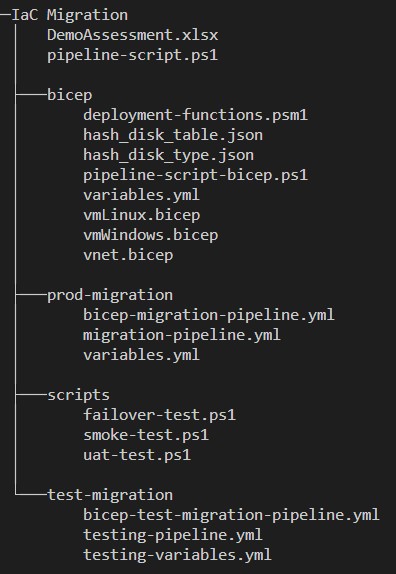 IaC Migration
DemoAssessment.xlsx
pipeline-script.ps1
bicep
deployment-functions.psm1
hash_disk_table.json
hash_disk_type.json
pipeline-script-bicep.ps1
variables.yml
vmLinux.bicep
vmWindows.bicep
vnet.bicep
prod-migration
bicep-migration-pipeline.yml
migration-pipeline.yml
variables.yml
scripts
failover-test.ps1
smoke-test.ps1
uat-test.ps1
test-migration
bicep-test-migration-pipeline.yml
testing-pipeline.yml
testing-variables.yml